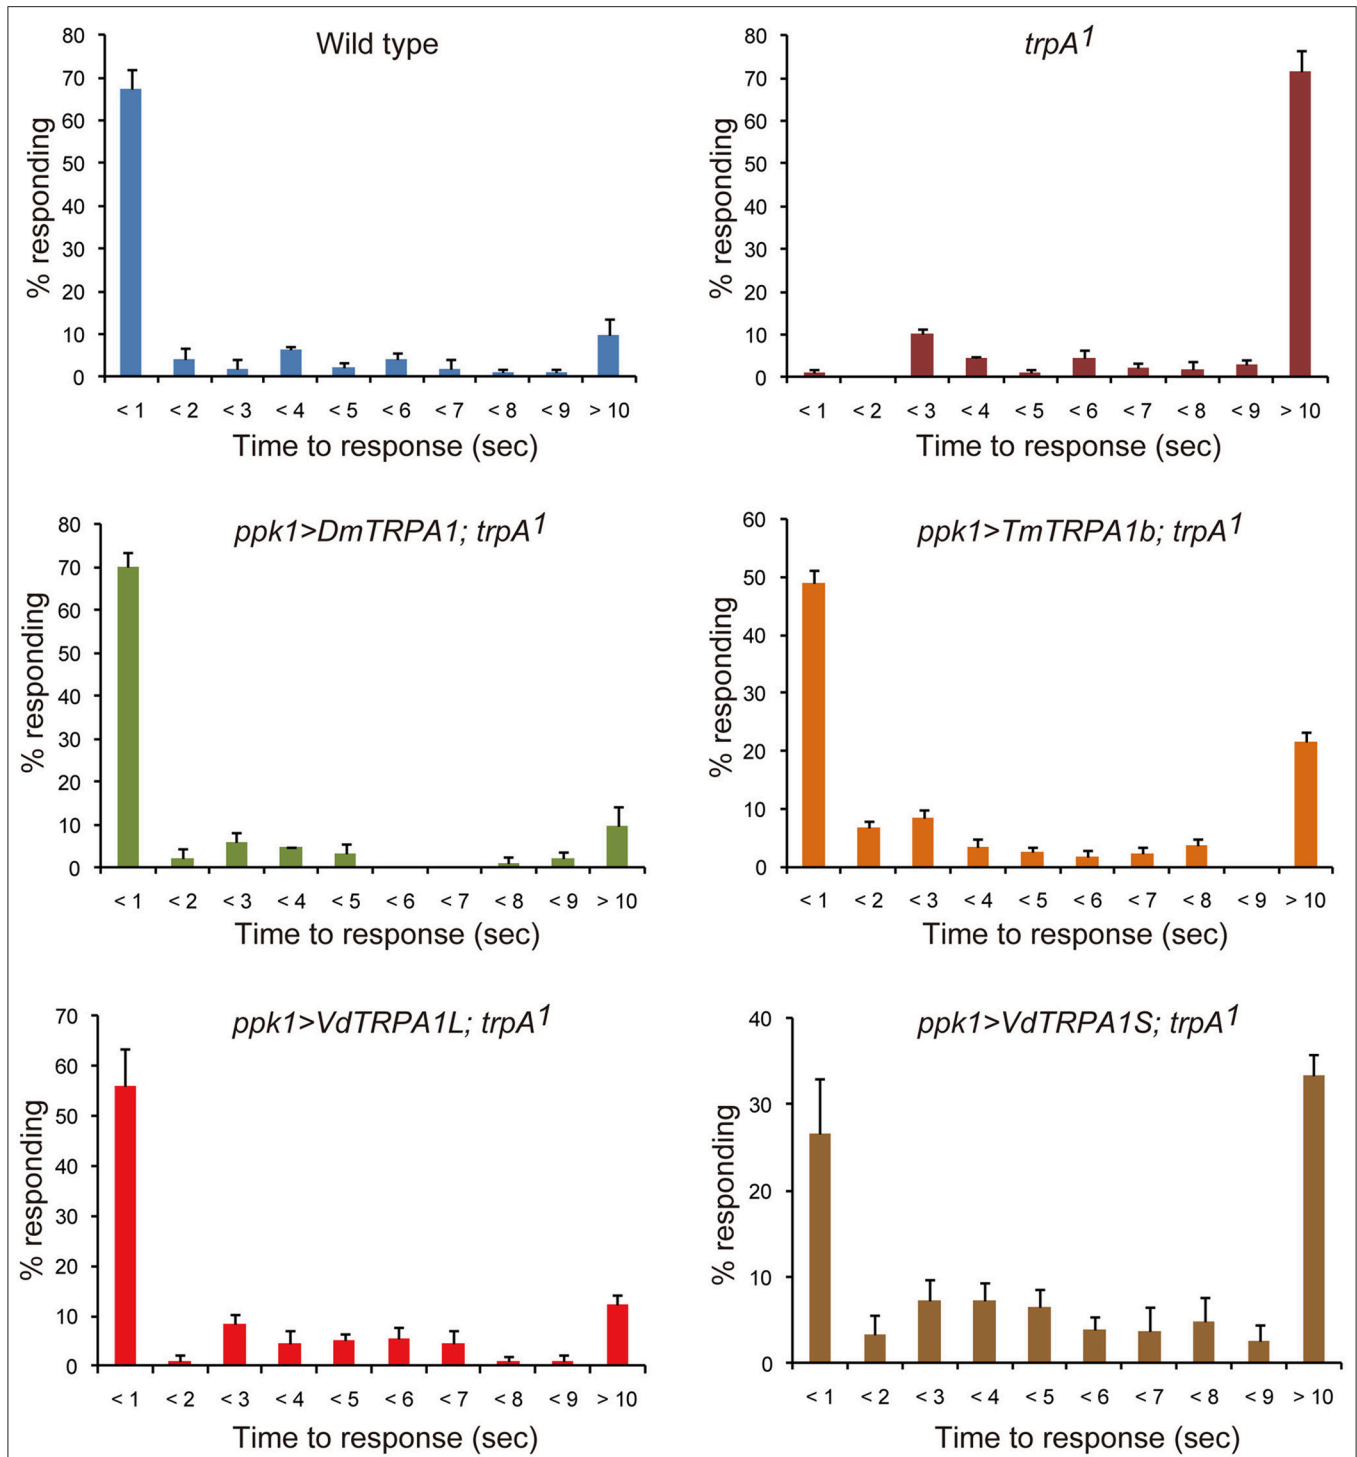 Wild type
80
70
60
50
40
30
20
10
0
% responding
< 1 < 2 < 3 < 4 < 5 < 6 < 7 < 8 < 9 > 10
Time to response (sec)
trpA1
80
70
60
50
40
30
20
10
0
% responding
< 1 < 2 < 3 < 4 < 5 < 6 < 7 < 8 < 9 > 10
Time to response (sec)
ppk1>DmTRPA1; trpA1
80
70
60
50
40
30
20
10
0
% responding
< 1 < 2 < 3 < 4 < 5 < 6 < 7 < 8 < 9 > 10
Time to response (sec)
ppk1>TmTRPA1b; trpA1
60
50
40
30
20
10
0
% responding
< 1 < 2 < 3 < 4 < 5 < 6 < 7 < 8 < 9 > 10
Time to response (sec)
ppk1>VdTRPA1L; trpA1
70
60
50
40
30
20
10
0
% responding
< 1 < 2 < 3 < 4 < 5 < 6 < 7 < 8 < 9 > 10
Time to response (sec)
ppk1>VdTRPA1S; trpA1
40
30
20
10
0
% responding
< 1 < 2 < 3 < 4 < 5 < 6 < 7 < 8 < 9 > 10
Time to response (sec)